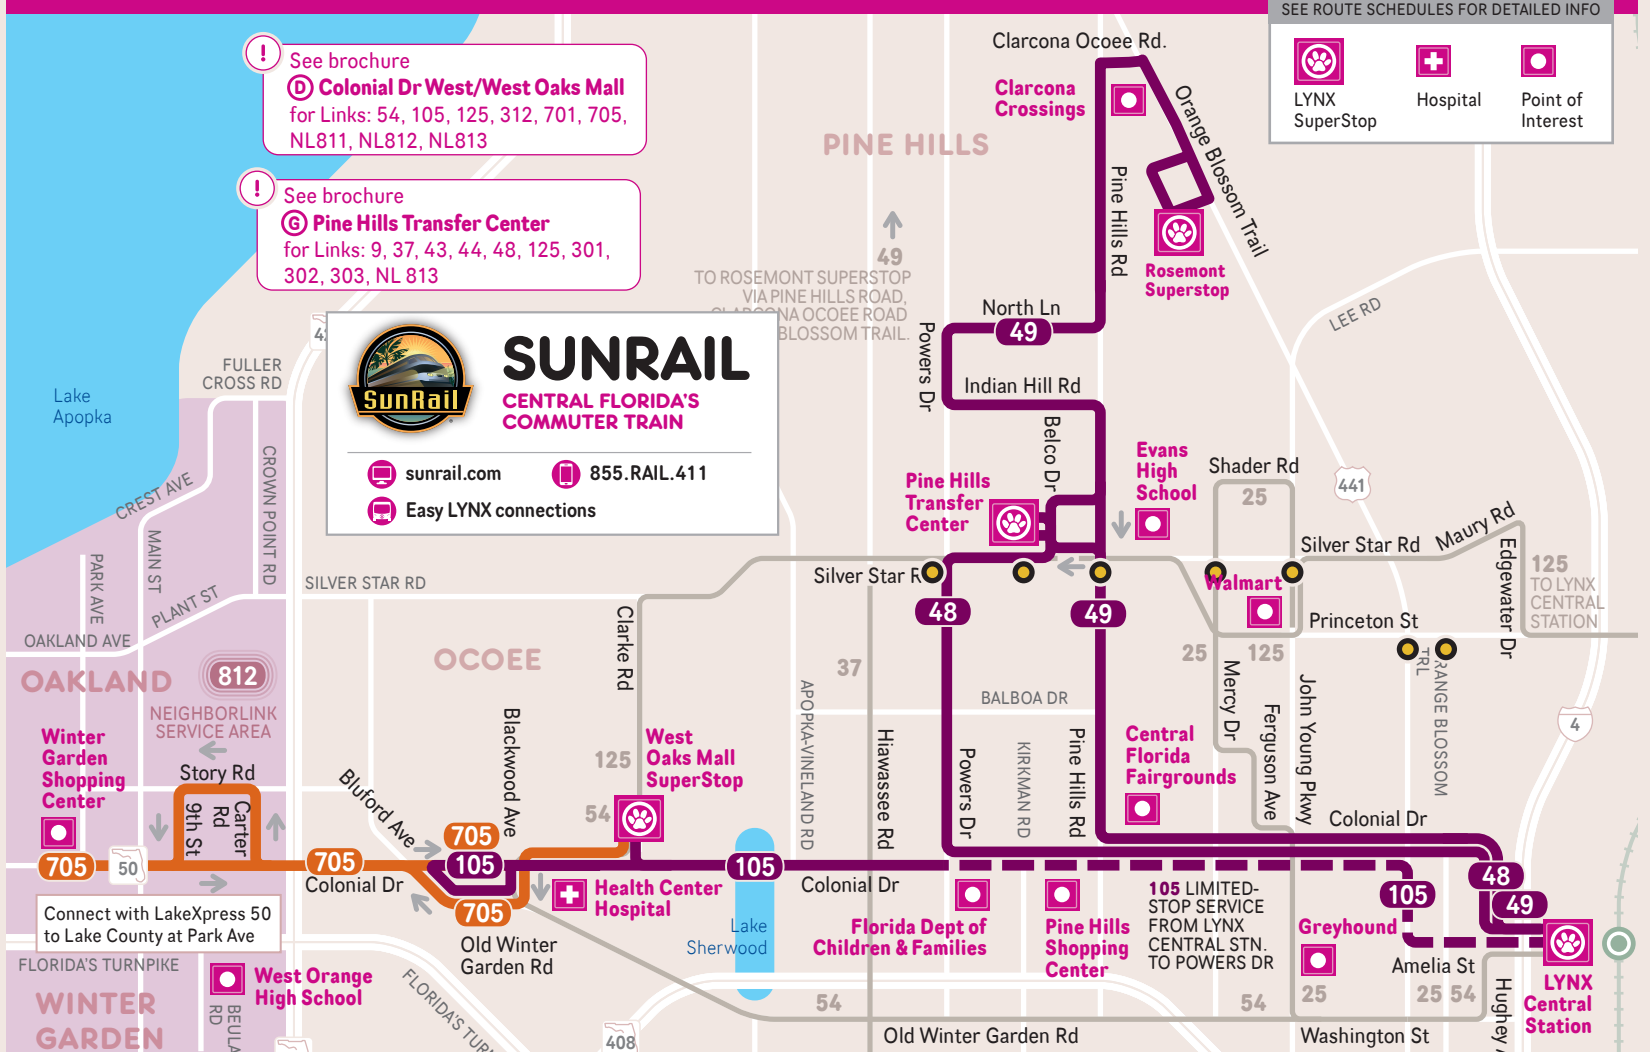 SEE ROUTE SCHEDULES FOR DETAILED INFO
LYNX
SuperStop
Hospital
Point of
Interest
!
See brochure
D Colonial Dr West/West Oaks Mall
for Links: 54, 105, 125, 312, 701, 705,
NL811, NL812, NL813
!
See brochure
G Pine Hills Transfer Center
for Links: 9, 37, 43, 44, 48, 125, 301,
302, 303, NL 813
Clarcona Ocoee Rd.
Clarcona
Crossings
Orange Blossom Trail
PINE HILLS
Pine Hills Rd
Rosemont
Superstop
49
TO ROSEMONT SUPERSTOP
VIA PINE HILLS ROAD,
CLARCONA OCOEE ROAD
BLOSSOM TRAIL.
North Ln
49
LEE RD
Powers Dr
Indian Hill Rd
SunRail
SUNRAIL
CENTRAL FLORIDA'S
COMMUTER TRAIN
sunrail.com
855.RAIL.411
Easy LYNX connections
FULLER
CROSS RD
Lake
Apopka
CREST AVE
CROWN POINT RD
MAIN ST
PARK AVE
PLANT ST
OAKLAND AVE
SILVER STAR RD
Belco Dr
Evans
High
School
Pine Hills
Transfer
Center
Shader Rd
25
441
Maury Rd
Silver Star Rd
Edgewater Dr
125
TO LYNX
CENTRAL
STATION
Silver Star R
Walmart
48
49
Princeton St
OAKLAND
812
NEIGHBORLINK
SERVICE AREA
OCOEE
Clarke Rd
37
25
125
BALBOA DR
APOPKA-VINELAND RD
Hiawassee Rd
Powers Dr
KIRKMAN RD
Pine Hills Rd
Mercy Dr
Ferguson Ave
John Young Pkwy
TRL
RANGE BLOSSOM
4
Winter
Garden
Shopping
Center
Story Rd
9th St
Carter
Rd
Bluford Ave
Blackwood Ave
125
54
West
Oaks Mall
SuperStop
Central
Florida
Fairgrounds
Colonial Dr
705
50
705
705
105
705
105
Colonial Dr
Colonial Dr
105
48
49
Connect with LakeXpress 50
to Lake County at Park Ave
Health Center
Hospital
Lake
Sherwood
Florida Dept of
Children & Families
Pine Hills
Shopping
Center
105 LIMITED-
STOP SERVICE
FROM LYNX
CENTRAL STN.
TO POWERS DR
Greyhound
Old Winter
Garden Rd
FLORIDA'S TURNPIKE
West Orange
High School
FLORIDA'S TURN
WINTER
GARDEN
BEULA
RD
408
54
54
25
25
54
Amelia St
Hughey
LYNX
Central
Station
Old Winter Garden Rd
Washington St